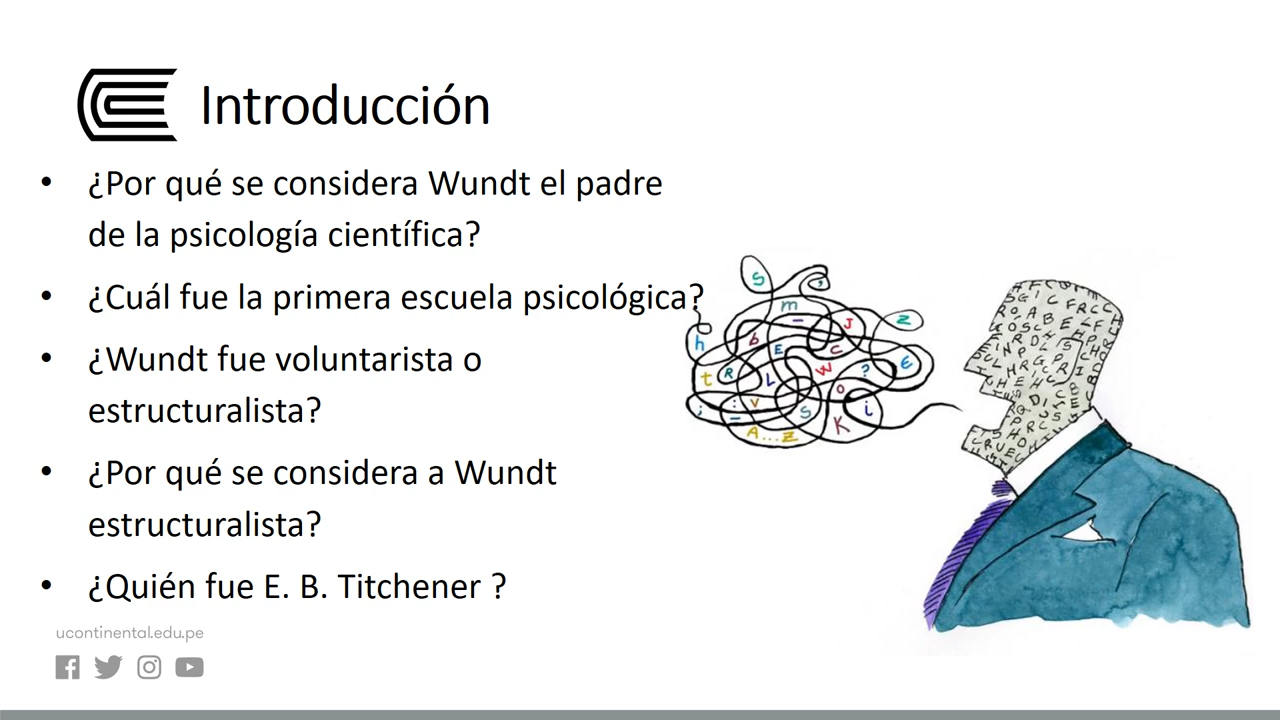 Introducción
• ¿Por qué se considera Wundt el padre
de la psicología científica?
• ¿Cuál fue la primera escuela psicológica?
• ¿Wundt fue voluntarista o
estructuralista?
• ¿Por qué se considera a Wundt
estructuralista?
• ¿Quién fue E. B. Titchener ?
ucontinental.edu.pe